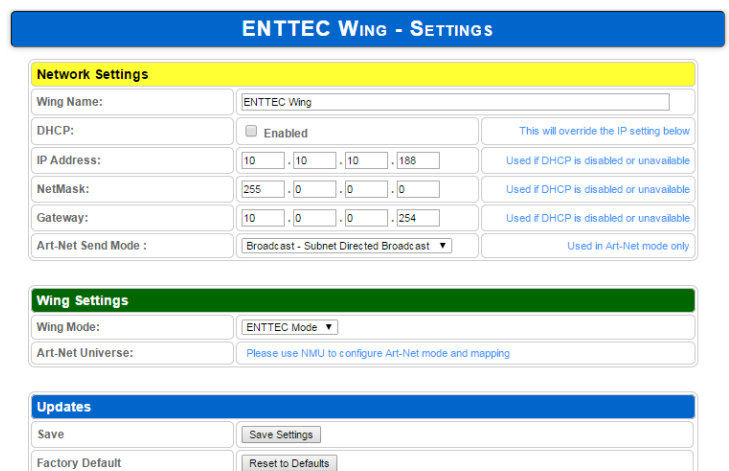 ENTTEC Wing - Settings
Network Settings
Wing Name: ENTTEC Wing
DHCP: Enabled This will override the IP setting below
IP Address: 10 . 10 . 10 . 188 Used if DHCP is disabled or unavailable
NetMask: 255 . 0 . 0 . 0 Used if DHCP is disabled or unavailable
Gateway: 10 . 0 . 0 . 254 Used if DHCP is disabled or unavailable
Art-Net Send Mode : Broadcast - Subnet Directed Broadcast ▼ Used in Art-Net mode only
Wing Settings
Wing Mode: ENTTEC Mode ▼
Art-Net Universe: Please use NMU to configure Art-Net mode and mapping
Updates
Save Save Settings
Factory Default Reset to Defaults